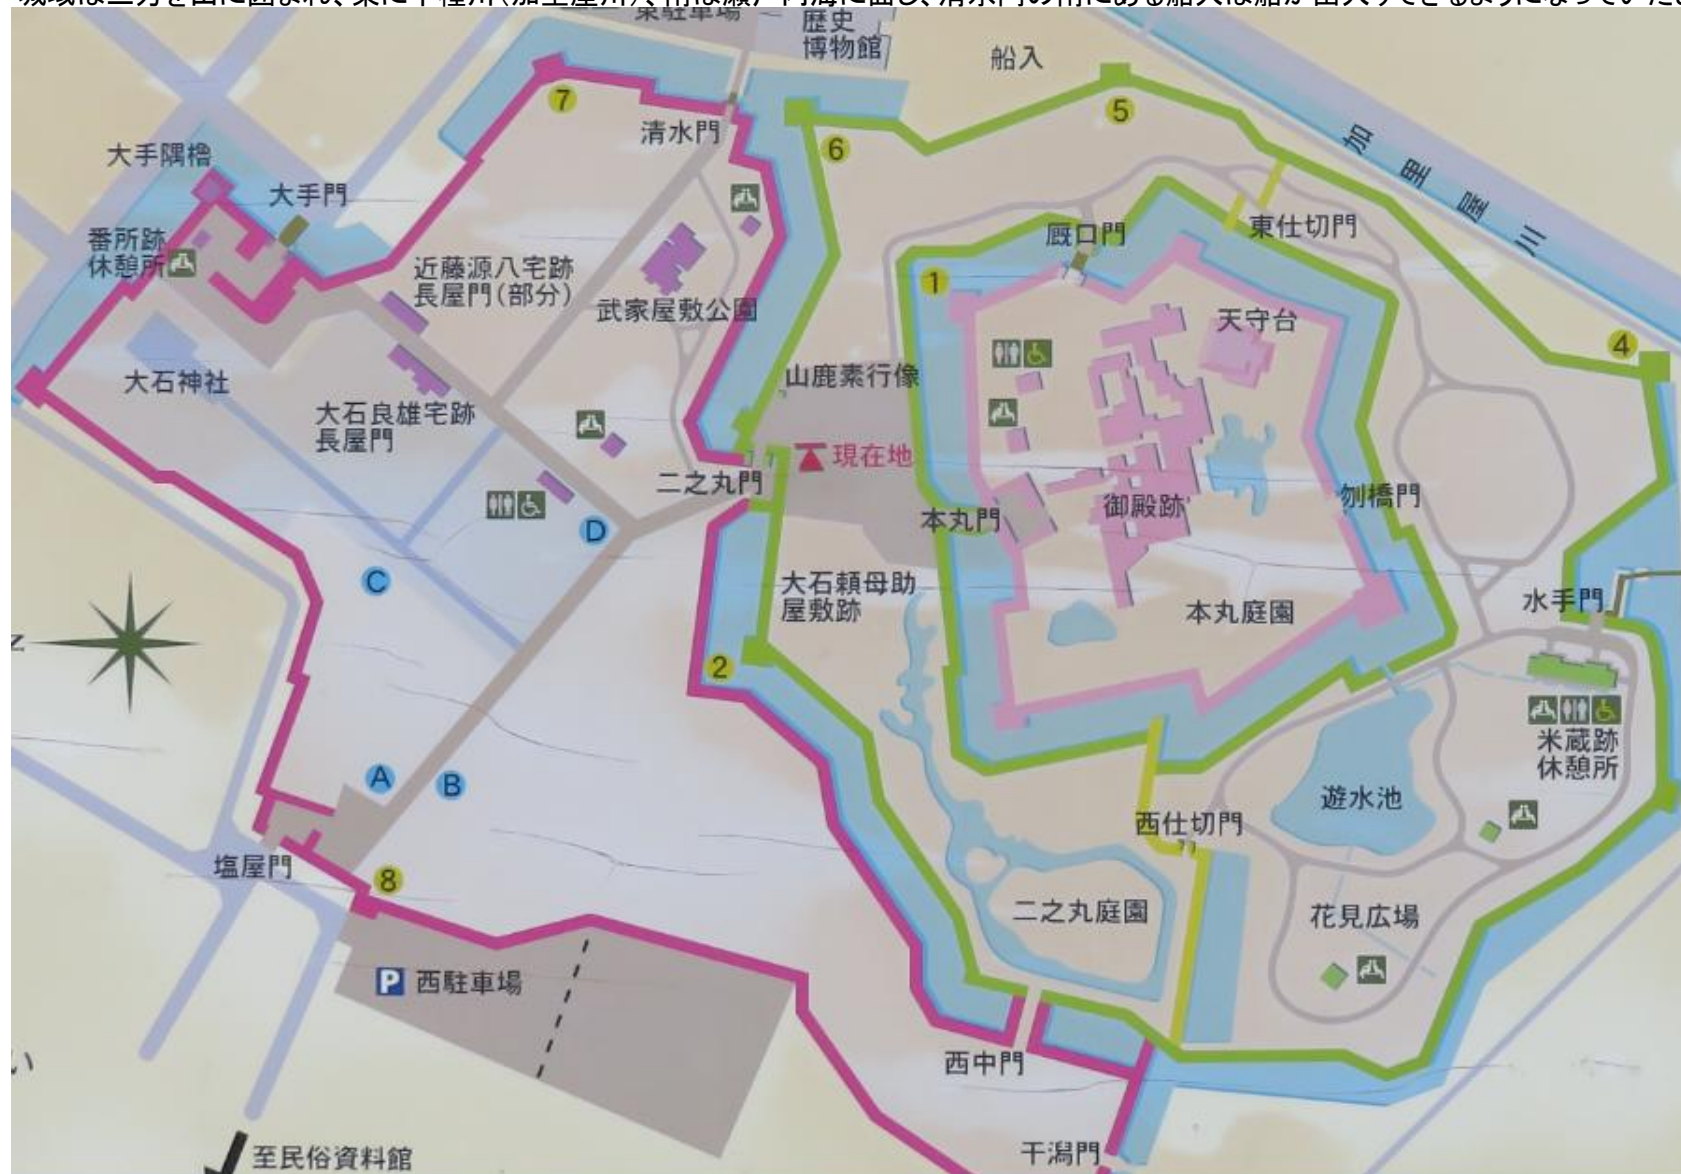 東駐車場
歴史
博物館
船入
7
清水門
6
5
加里屋川
大手隅櫓
大手門
番所跡
休憩所
近藤源八宅跡
長屋門(部分)
武家屋敷公園
厩口門
東仕切門
1
天守台
4
大石神社
大石良雄宅跡
長屋門
山鹿素行像
現在地
二之丸門
本丸門
御殿跡
刎橋門
D
C
大石頼母助
屋敷跡
本丸庭園
水手門
2
米蔵跡
休憩所
A
B
遊水池
西仕切門
塩屋門
8
二之丸庭園
花見広場
P 西駐車場
西中門
干潟門
至民俗資料館